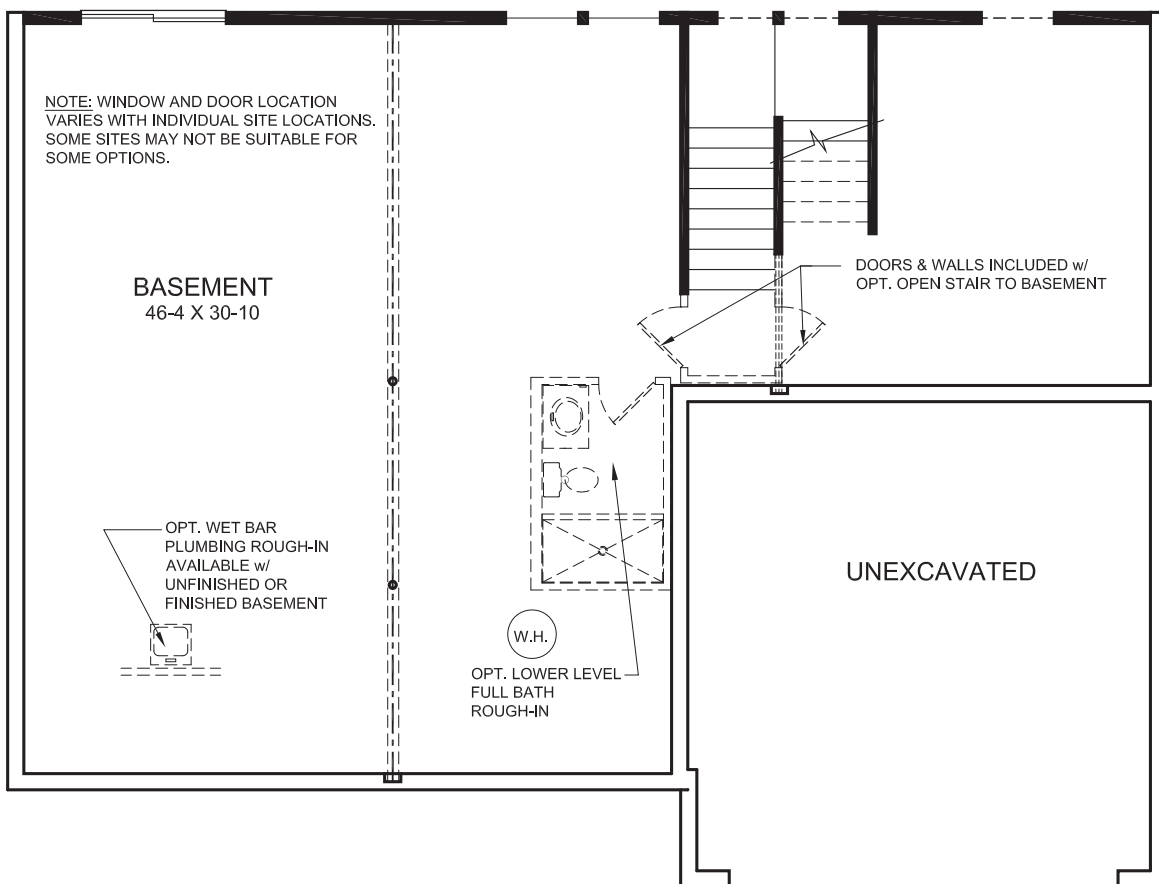 NOTE: WINDOW AND DOOR LOCATION
VARIES WITH INDIVIDUAL SITE LOCATIONS.
SOME SITES MAY NOT BE SUITABLE FOR
SOME OPTIONS.
BASEMENT
46-4 X 30-10
DOORS & WALLS INCLUDED w/
OPT. OPEN STAIR TO BASEMENT
OPT. WET BAR
PLUMBING ROUGH-IN
AVAILABLE w/
UNFINISHED OR
FINISHED BASEMENT
UNEXCAVATED
W.H.
OPT. LOWER LEVEL
FULL BATH
ROUGH-IN